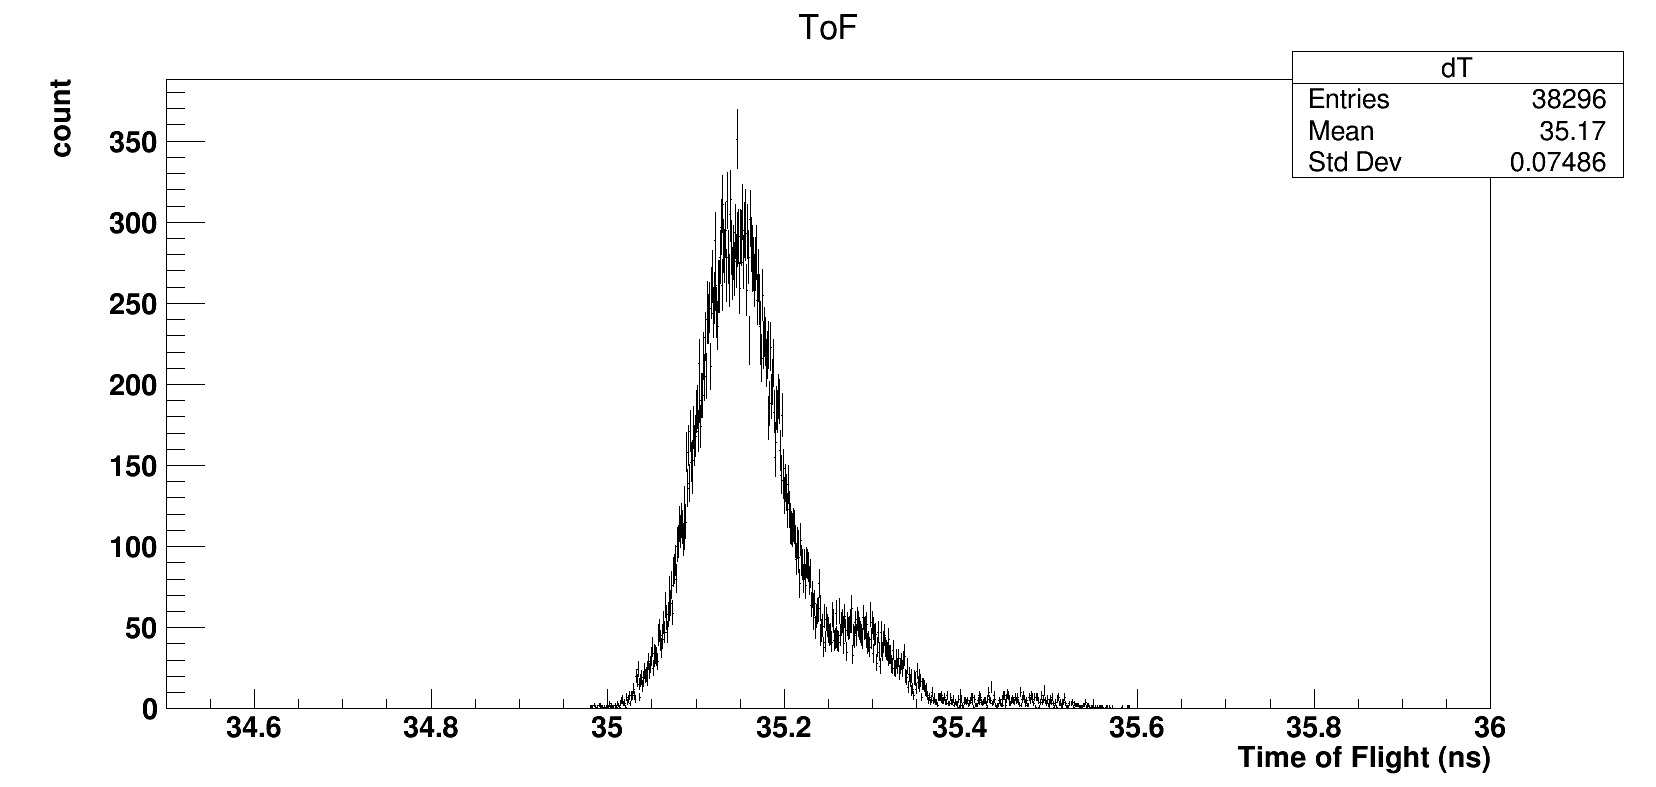 ToF
dT
Entries 38296
Mean 35.17
Std Dev 0.07486
count
350
300
250
200
150
100
50
0
34.6 34.8 35 35.2 35.4 35.6 35.8 36
Time of Flight (ns)